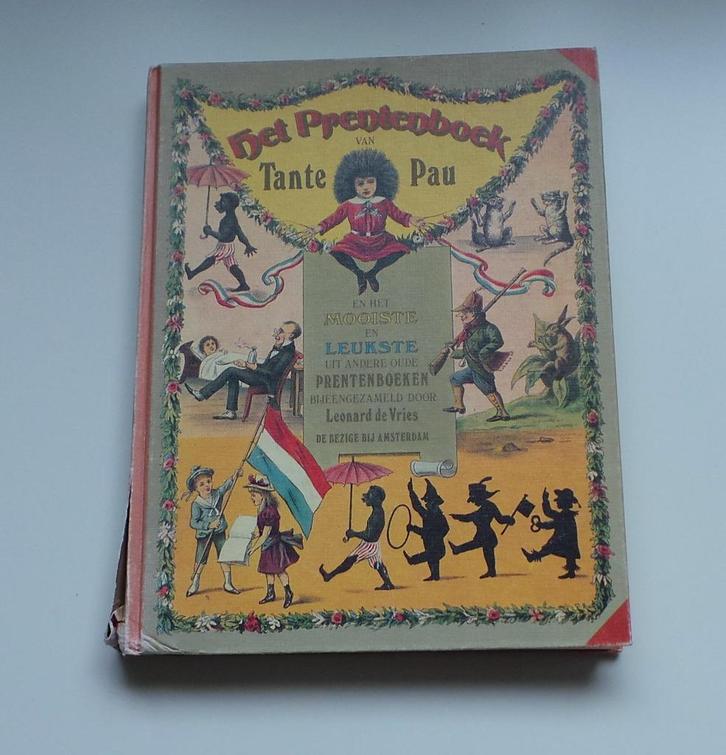 Het Prentenboek
VAN
Tante Pau
EN HET
MOOISTE
EN
LEUKSTE
UIT ANDERE OUDE
PRENTENBOEKEN
BIJEENGEZAMELD DOOR
Leonard de Vries
DE BEZIGE BIJ AMSTERDAM